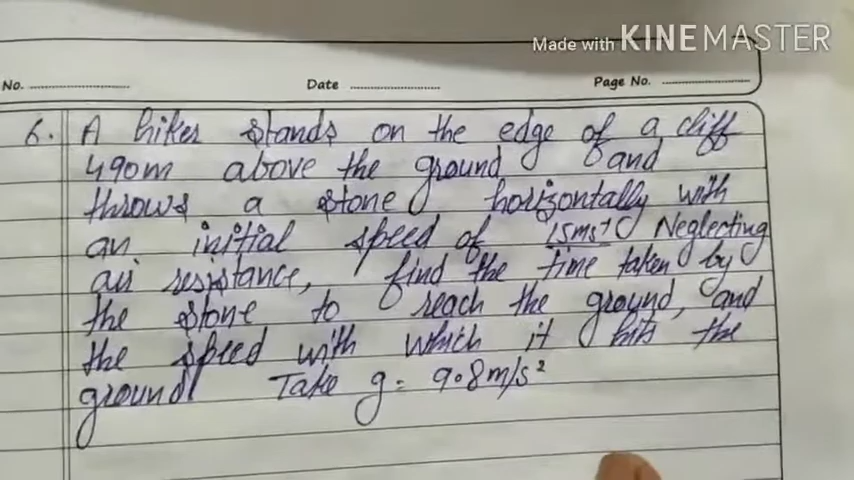 Made with KINEMASTER
No. Date Page No.
6. A hiker stands on the edge of a cliff
490m above the ground and
throws a stone horizontally with
an initial speed of 15ms⁻¹ Neglecting
air resistance, find the time taken by
the stone to reach the ground, and
the speed with which it hits the
ground Take g = 9.8m/s²